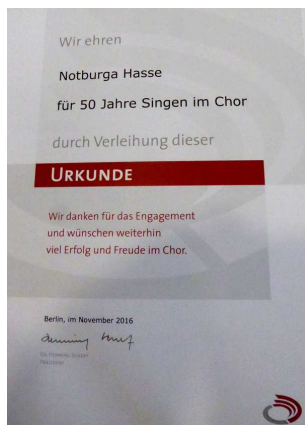 Wir ehren
Notburga Hasse
für 50 Jahre Singen im Chor
durch Verleihung dieser
URKUNDE
Wir danken für das Engagement
und wünschen weiterhin
viel Erfolg und Freude im Chor.
Berlin, im November 2016